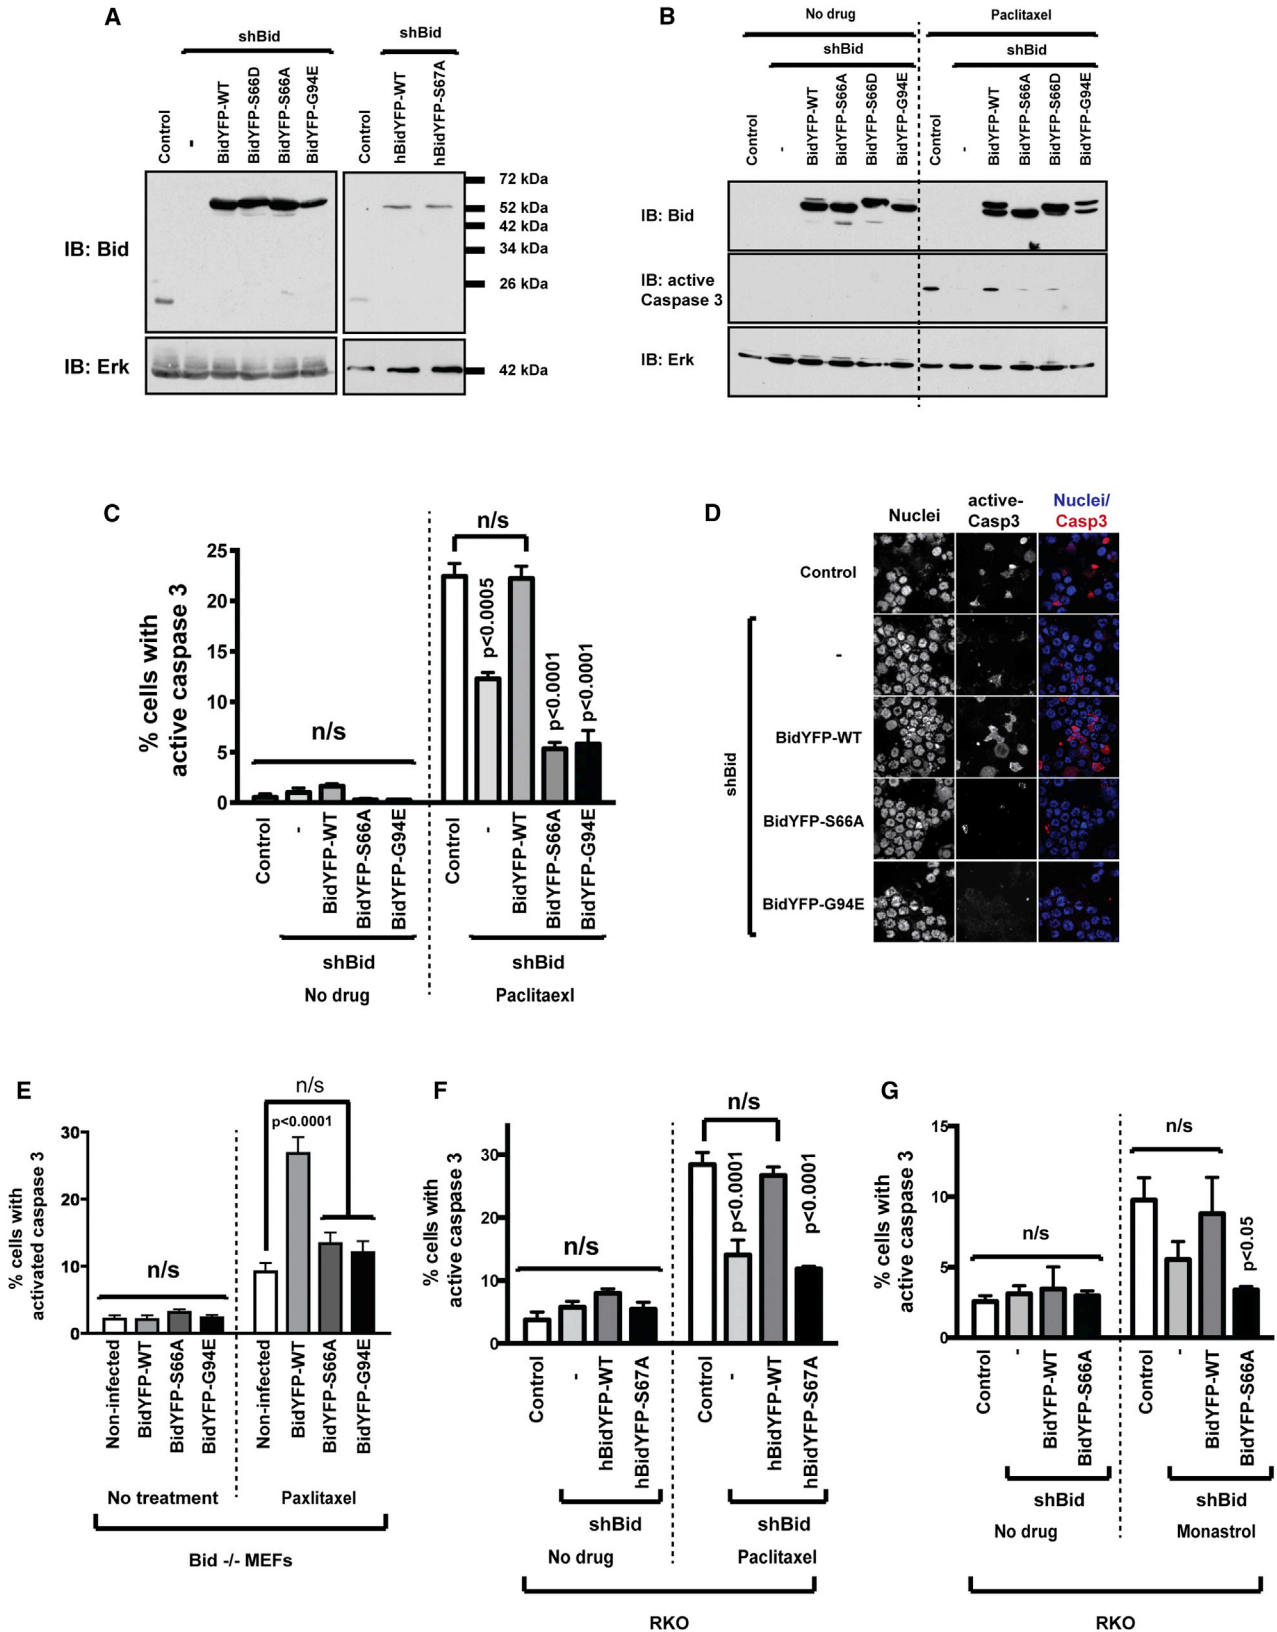 A
shBid
shBid
Control
-
BidYFP-WT
BidYFP-S66D
BidYFP-S66A
BidYFP-G94E
Control
hBidYFP-WT
hBidYFP-S67A
IB: Bid
72 kDa
52 kDa
42 kDa
34 kDa
26 kDa
IB: Erk
42 kDa
B
No drug
Paclitaxel
shBid
shBid
Control
-
BidYFP-WT
BidYFP-S66A
BidYFP-S66D
BidYFP-G94E
Control
-
BidYFP-WT
BidYFP-S66A
BidYFP-S66D
BidYFP-G94E
IB: Bid
IB: active
Caspase 3
IB: Erk
C
% cells with
active caspase 3
25
20
15
10
5
0
n/s
n/s
p<0.0005
p<0.0001
p<0.0001
Control
-
BidYFP-WT
BidYFP-S66A
BidYFP-G94E
Control
-
BidYFP-WT
BidYFP-S66A
BidYFP-G94E
shBid
shBid
No drug
Paclitaexl
D
Nuclei
active-
Casp3
Nuclei/
Casp3
Control
shBid
-
BidYFP-WT
BidYFP-S66A
BidYFP-G94E
E
% cells with
activated caspase 3
30
20
10
0
n/s
n/s
p<0.0001
Non-infected
BidYFP-WT
BidYFP-S66A
BidYFP-G94E
Non-infected
BidYFP-WT
BidYFP-S66A
BidYFP-G94E
No treatment
Paxlitaxel
Bid -/- MEFs
F
% cells with
active caspase 3
30
20
10
0
n/s
n/s
p<0.0001
p<0.0001
Control
-
hBidYFP-WT
hBidYFP-S67A
Control
-
hBidYFP-WT
hBidYFP-S67A
shBid
shBid
No drug
Paclitaxel
RKO
G
% cells with
active caspase 3
15
10
5
0
n/s
n/s
p<0.05
Control
-
BidYFP-WT
BidYFP-S66A
Control
-
BidYFP-WT
BidYFP-S66A
shBid
shBid
No drug
Monastrol
RKO